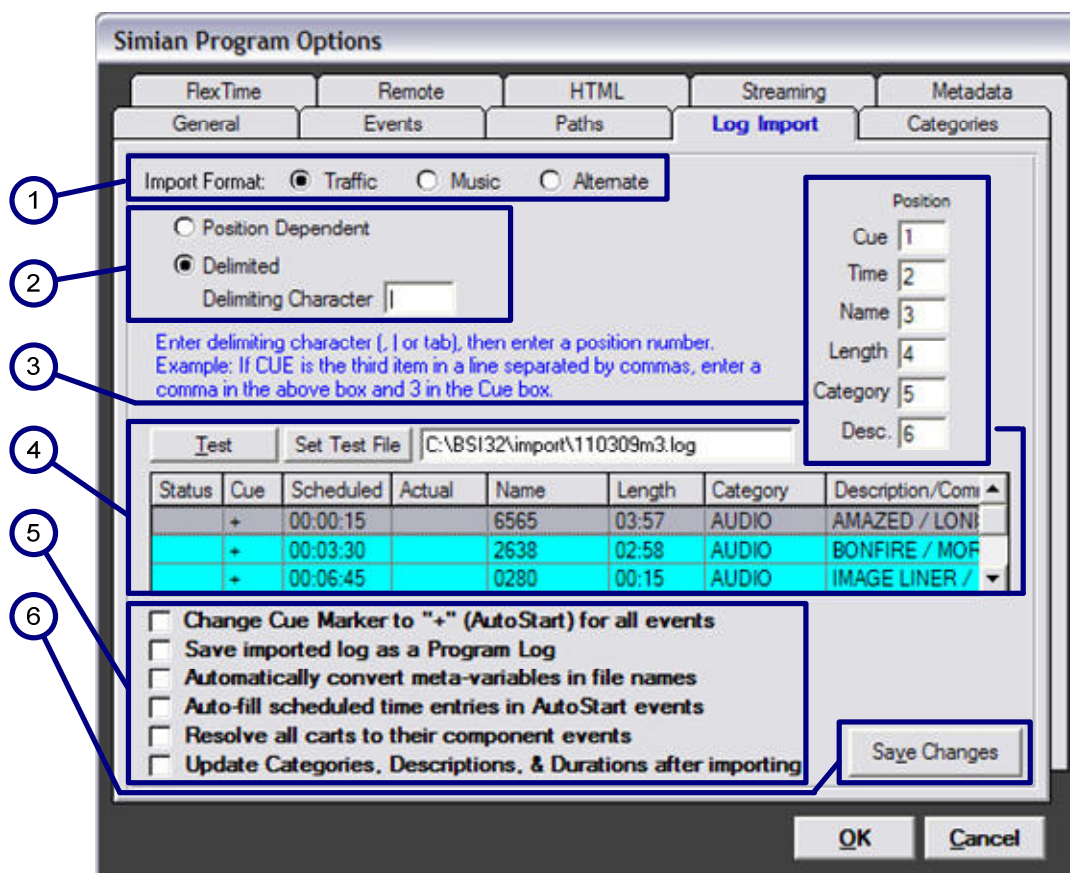 Simian Program Options
FlexTime Remote HTML Streaming Metadata
General Events Paths Log Import Categories
1
Import Format: Traffic Music Alternate
Position
2
Position Dependent
Delimited
Delimiting Character |
Cue 1
Time 2
Name 3
Length 4
Category 5
Desc. 6
3
Enter delimiting character (, | or tab), then enter a position number.
Example: If CUE is the third item in a line separated by commas, enter a
comma in the above box and 3 in the Cue box.
4
Test Set Test File C:\BSI32\import\110309m3.log
Status Cue Scheduled Actual Name Length Category
+ 00:00:15 6565 03:57 AUDIO AMAZED /
+ 00:03:30 2638 02:58 AUDIO BONFIRE /
+ 00:06:45 0280 00:15 AUDIO IMAGE LINER /
5
6
Change Cue Marker to "+" (AutoStart) for all events
Save imported log as a Program Log
Automatically convert meta-variables in file names
Auto-fill scheduled time entries in AutoStart events
Resolve all carts to their component events
Update Categories, Descriptions, & Durations after importing
Save Changes
OK Cancel